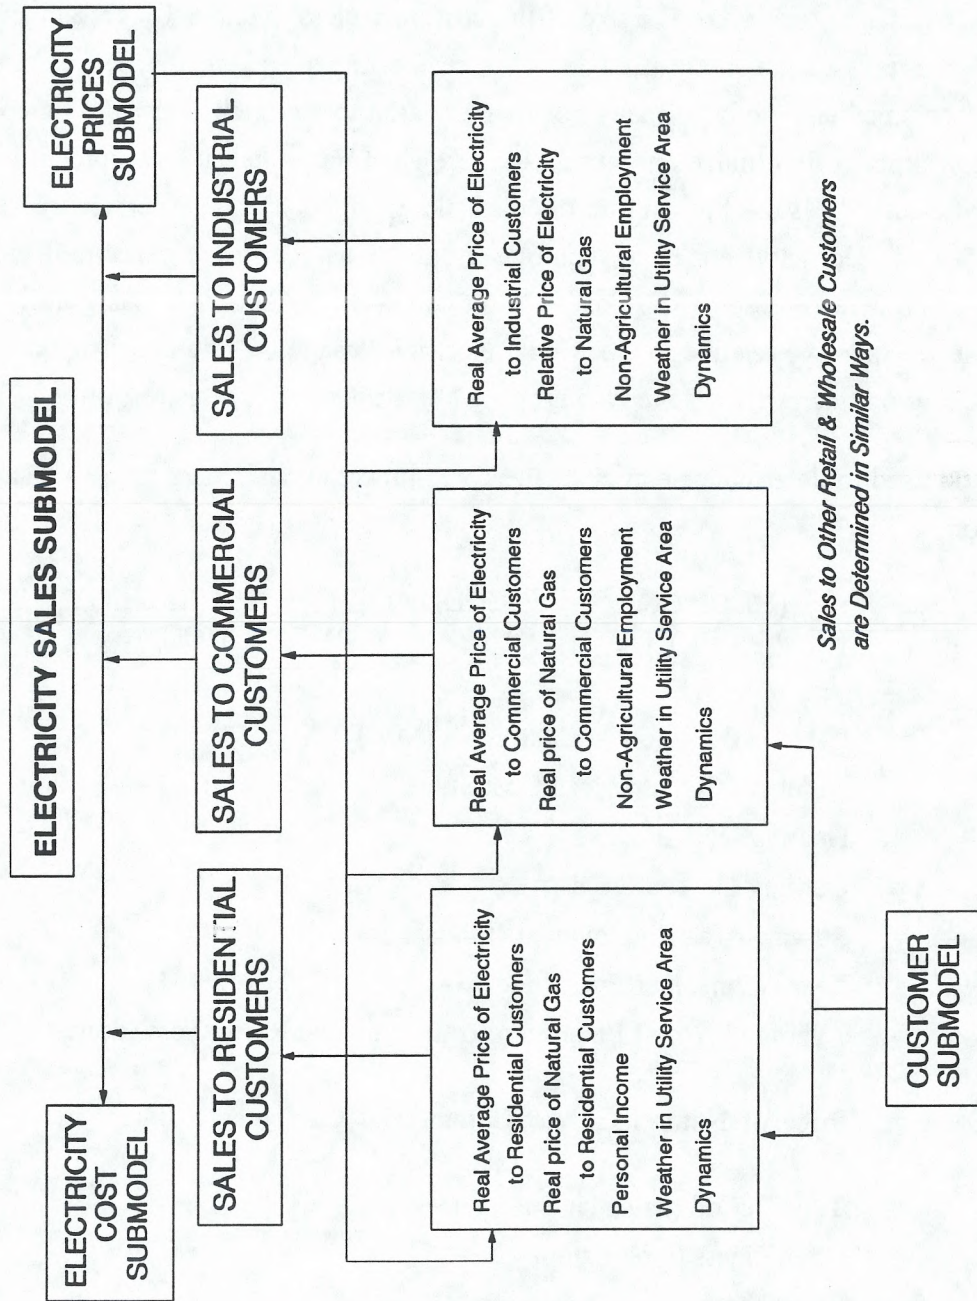 ELECTRICITY SALES SUBMODEL
ELECTRICITY
COST
SUBMODEL
ELECTRICITY
PRICES
SUBMODEL
SALES TO RESIDENTIAL
CUSTOMERS
SALES TO COMMERCIAL
CUSTOMERS
SALES TO INDUSTRIAL
CUSTOMERS
Real Average Price of Electricity
to Residential Customers
Real price of Natural Gas
to Residential Customers
Personal Income
Weather in Utility Service Area
Dynamics
Real Average Price of Electricity
to Commercial Customers
Real price of Natural Gas
to Commercial Customers
Non-Agricultural Employment
Weather in Utility Service Area
Dynamics
Real Average Price of Electricity
to Industrial Customers
Relative Price of Electricity
to Natural Gas
Non-Agricultural Employment
Weather in Utility Service Area
Dynamics
CUSTOMER
SUBMODEL
Sales to Other Retail & Wholesale Customers
are Determined in Similar Ways.